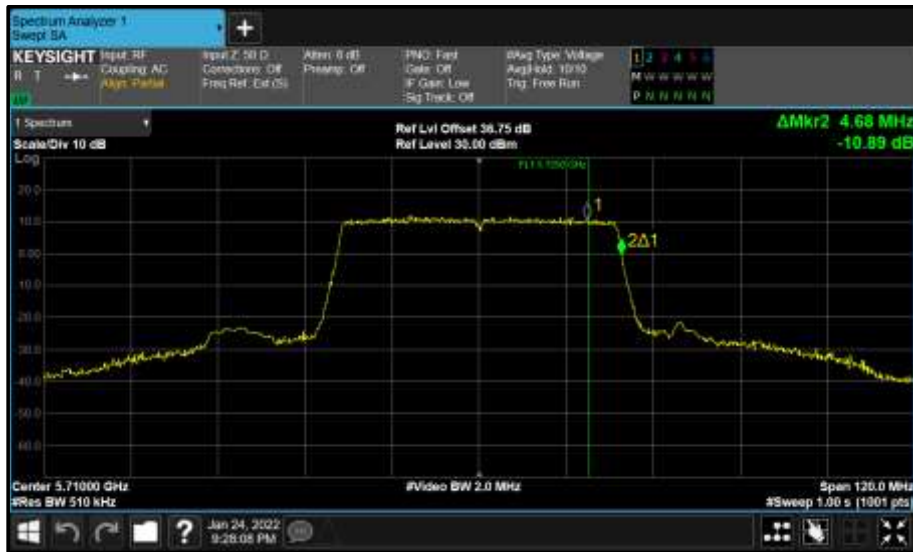 Spectrum Analyzer 1
Swept SA
KEYSIGHT
R T
Input: RF
Coupling: AC
Align: Partial
Input Z: 50 Ω
Corrections: Off
Freq Ref: Ext (S)
Atten: 6 dB
Preamp: Off
PNO: Fast
Gate: Off
IF Gain: Low
Sig Track: Off
#Avg Type: Voltage
Avg|Hold: 10/10
Trig: Free Run
1 2 3 4 5 6
M W W W W W
P N N N N N
1 Spectrum
Scale/Div 10 dB
Ref Lvl Offset 36.75 dB
Ref Level 30.00 dBm
ΔMkr2 4.68 MHz
-10.89 dB
Log
20.0
10.0
0.00
-10.0
-20.0
-30.0
-40.0
-50.0
-60.0
1
2Δ1
Center 5.71000 GHz
#Res BW 510 kHz
#Video BW 2.0 MHz
Span 120.0 MHz
#Sweep 1.00 s (1001 pts)
?
Jan 24, 2022
9:28:08 PM